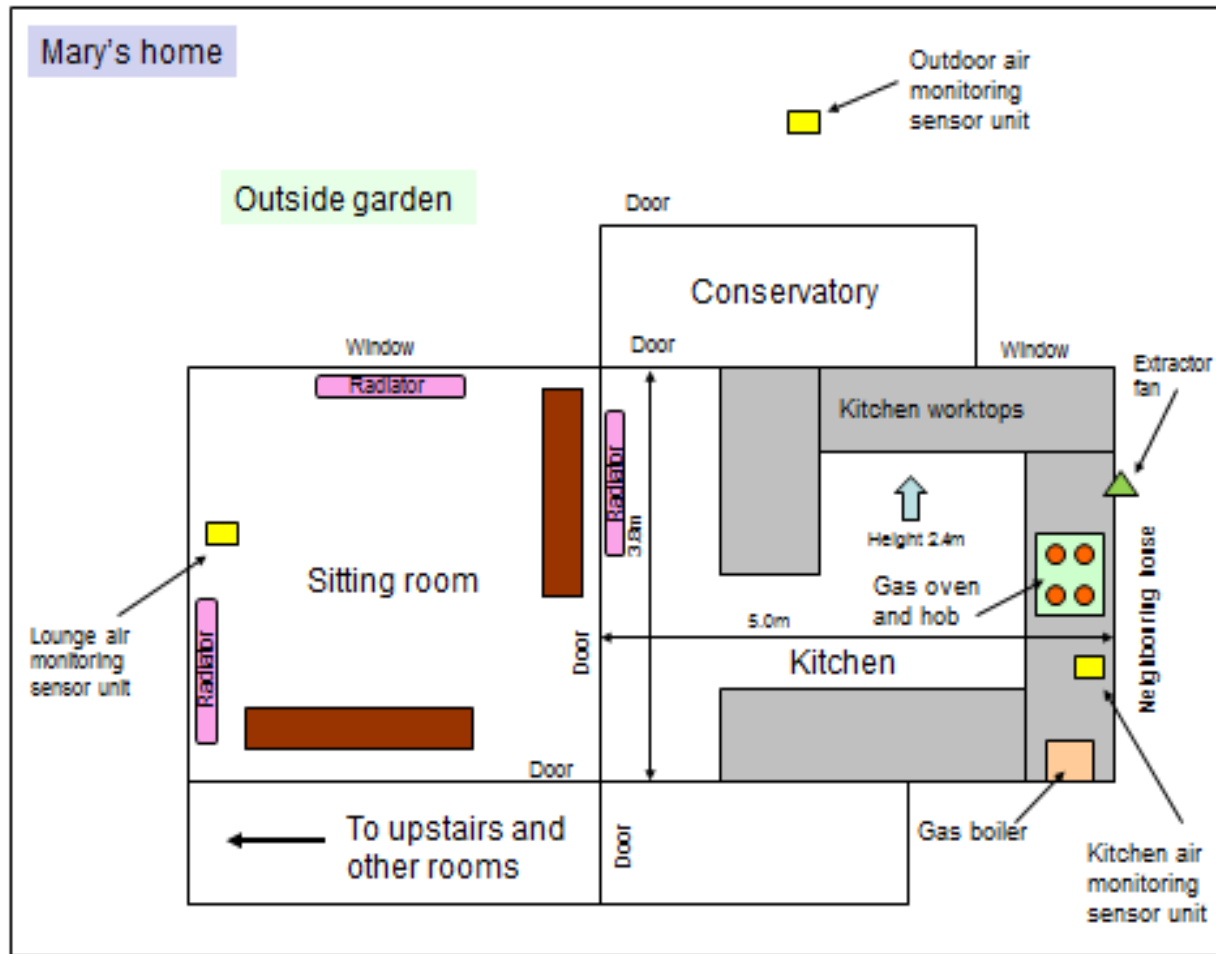 Mary's home
Outdoor air
monitoring
sensor unit
Outside garden
Door
Conservatory
Window
Door
Window
Extractor
fan
Radiator
Kitchen worktops
Radiator
3.8m
Height 2.4m
Neighbouring house
Sitting room
Gas oven
and hob
5.0m
Lounge air
monitoring
sensor unit
Radiator
Door
Kitchen
Door
To upstairs and
other rooms
Door
Gas boiler
Kitchen air
monitoring
sensor unit